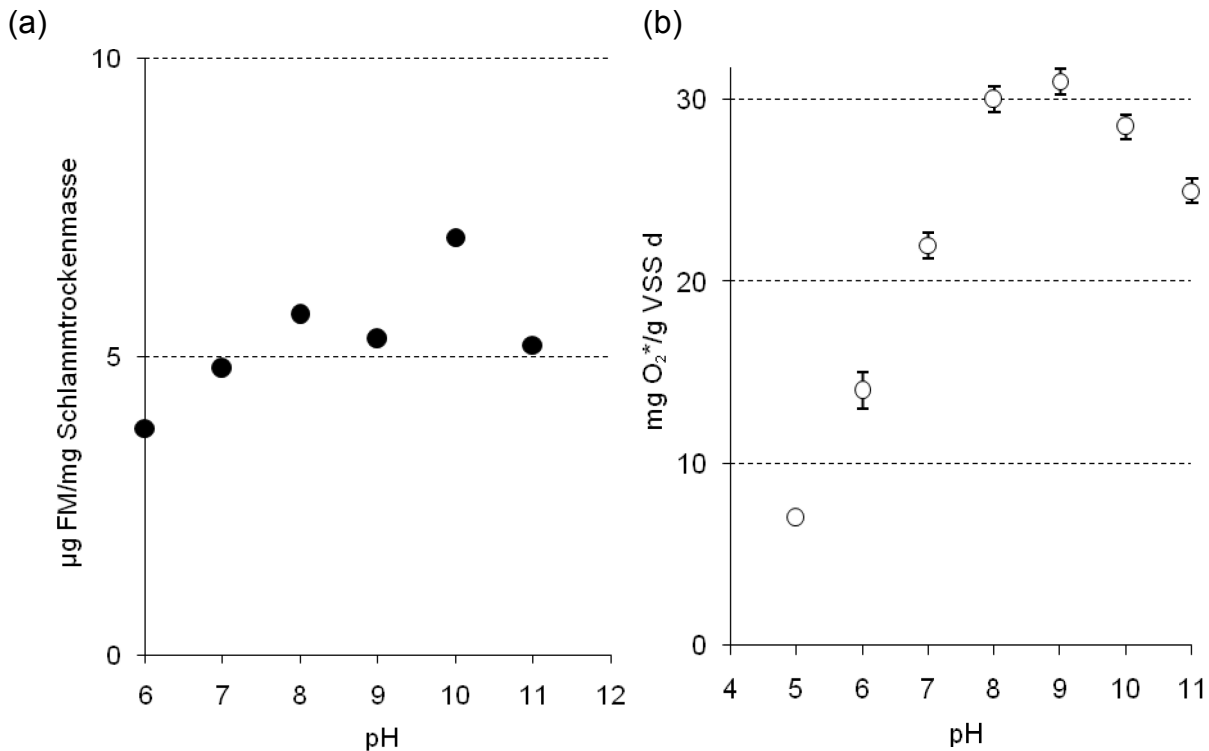 (a)
µg FM/mg Schlammtrockenmasse
10
5
0
6 7 8 9 10 11 12
pH
(b)
mg O₂*/g VSS d
30
20
10
0
4 5 6 7 8 9 10 11
pH